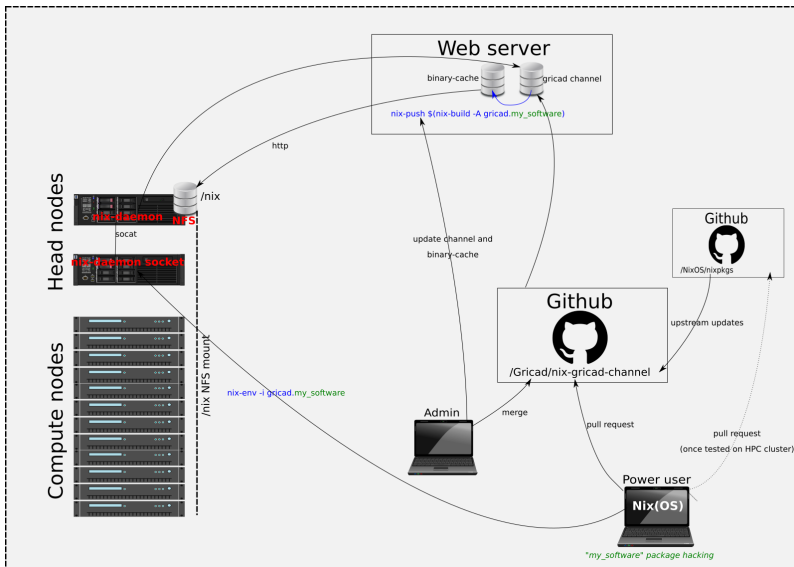 Web server
binary-cache
gricad channel
nix-push $(nix-build -A gricad.my_software)
http
/nix
Head nodes
nix-daemon
NFS
socat
nix-daemon socket
update channel and
binary-cache
Github
/NixOS/nixpkgs
Github
/Gricad/nix-gricad-channel
upstream updates
/nix NFS mount
Compute nodes
nix-env -i gricad.my_software
Admin
merge
pull request
pull request
(once tested on HPC cluster)
Power user
Nix(OS)
"my_software" package hacking